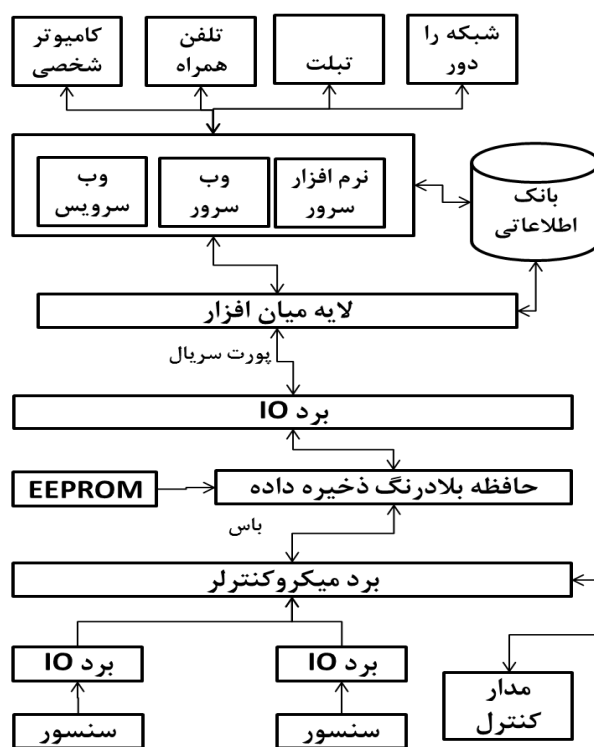 شبکه را
دور
تبلت
تلفن
همراه
کامپیوتر
شخصی
نرم افزار
سرور
وب
سرور
وب
سرویس
بانک
اطلاعاتی
لایه میان افزار
پورت سریال
برد IO
حافظه بلادرنگ ذخیره داده
EEPROM
باس
برد میکروکنترلر
برد IO
برد IO
مدار
کنترل
سنسور
سنسور